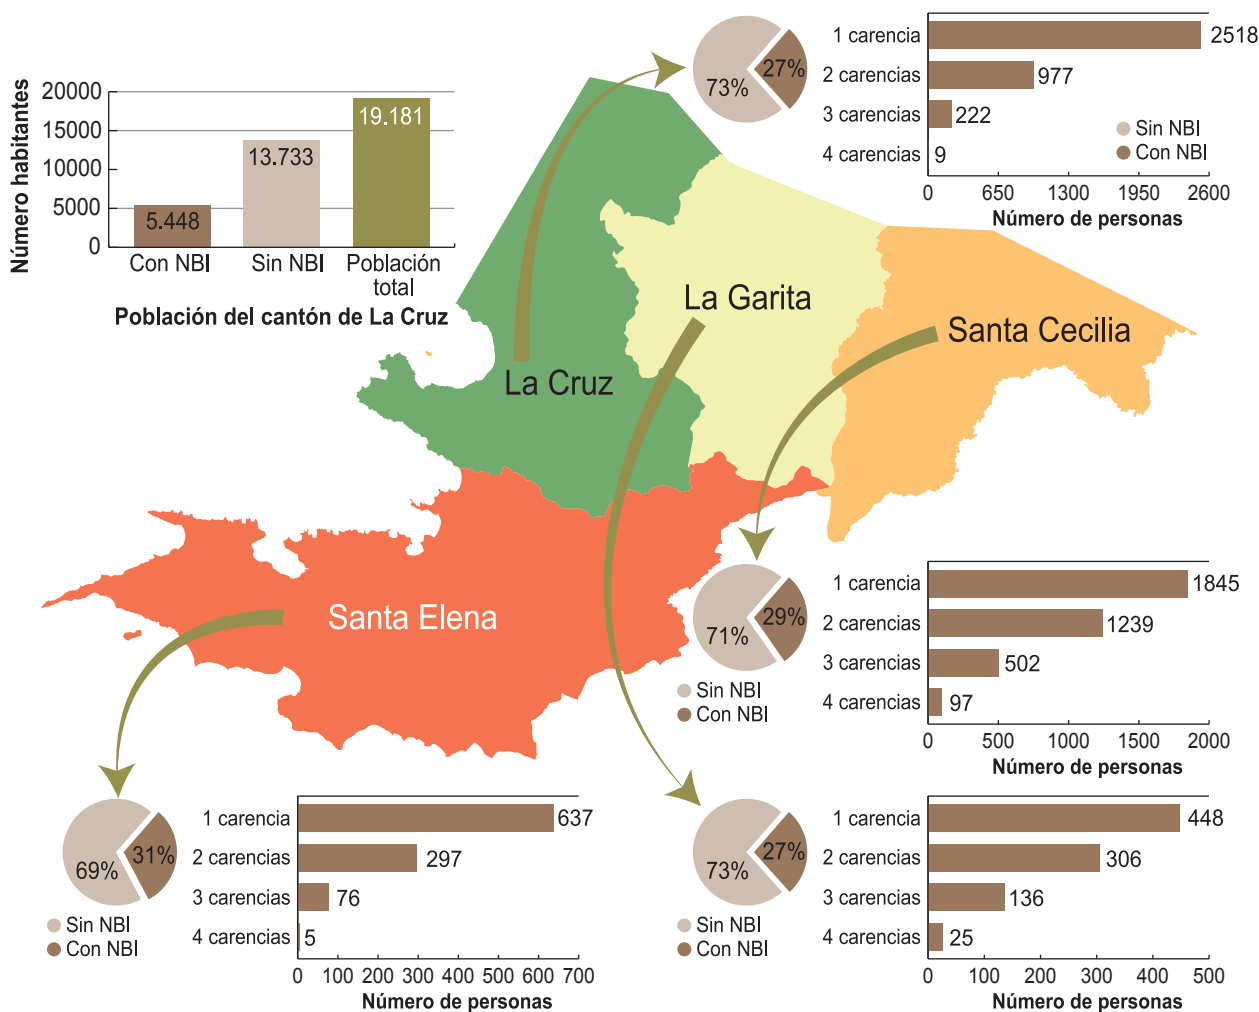 Número habitantes
20000
15000
10000
5000
0
5.448
13.733
19.181
Con NBI
Sin NBI
Población
total
Población del cantón de La Cruz
73%
27%
1 carencia
2518
2 carencias
977
3 carencias
222
4 carencias
9
Sin NBI
Con NBI
0 650 1300 1950 2600
Número de personas
La Cruz
La Garita
Santa Cecilia
Santa Elena
71%
29%
Sin NBI
Con NBI
1 carencia
1845
2 carencias
1239
3 carencias
502
4 carencias
97
0 500 1000 1500 2000
Número de personas
69%
31%
Sin NBI
Con NBI
1 carencia
637
2 carencias
297
3 carencias
76
4 carencias
5
0 100 200 300 400 500 600 700
Número de personas
73%
27%
Sin NBI
Con NBI
1 carencia
448
2 carencias
306
3 carencias
136
4 carencias
25
0 100 200 300 400 500
Número de personas